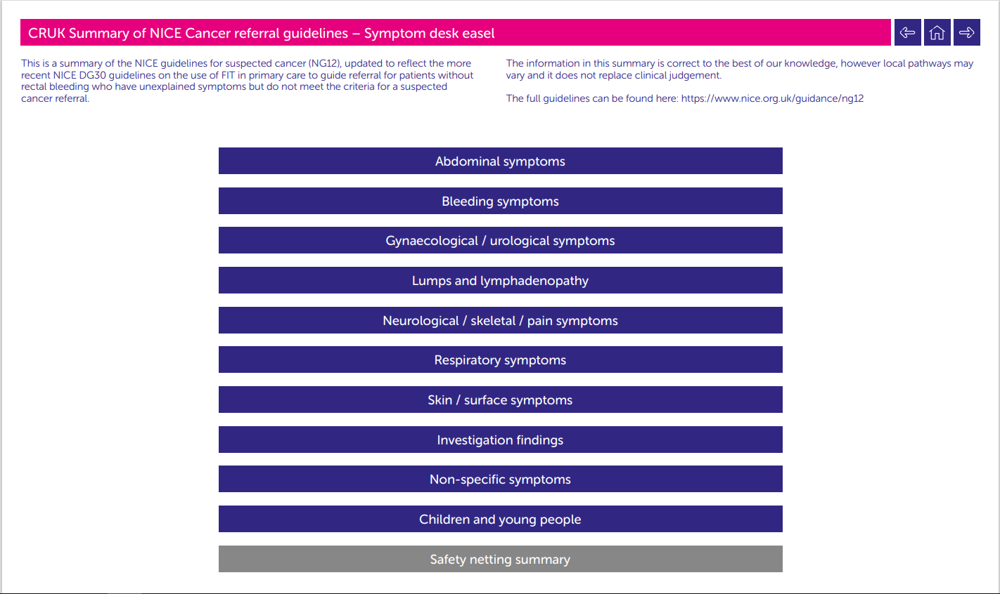 CRUK Summary of NICE Cancer referral guidelines – Symptom desk easel
This is a summary of the NICE guidelines for suspected cancer (NG12), updated to reflect the more
recent NICE DG30 guidelines on the use of FIT in primary care to guide referral for patients without
rectal bleeding who have unexplained symptoms but do not meet the criteria for a suspected
cancer referral.
The information in this summary is correct to the best of our knowledge, however local pathways may
vary and it does not replace clinical judgement.
The full guidelines can be found here: https://www.nice.org.uk/guidance/ng12
Abdominal symptoms
Bleeding symptoms
Gynaecological / urological symptoms
Lumps and lymphadenopathy
Neurological / skeletal / pain symptoms
Respiratory symptoms
Skin / surface symptoms
Investigation findings
Non-specific symptoms
Children and young people
Safety netting summary